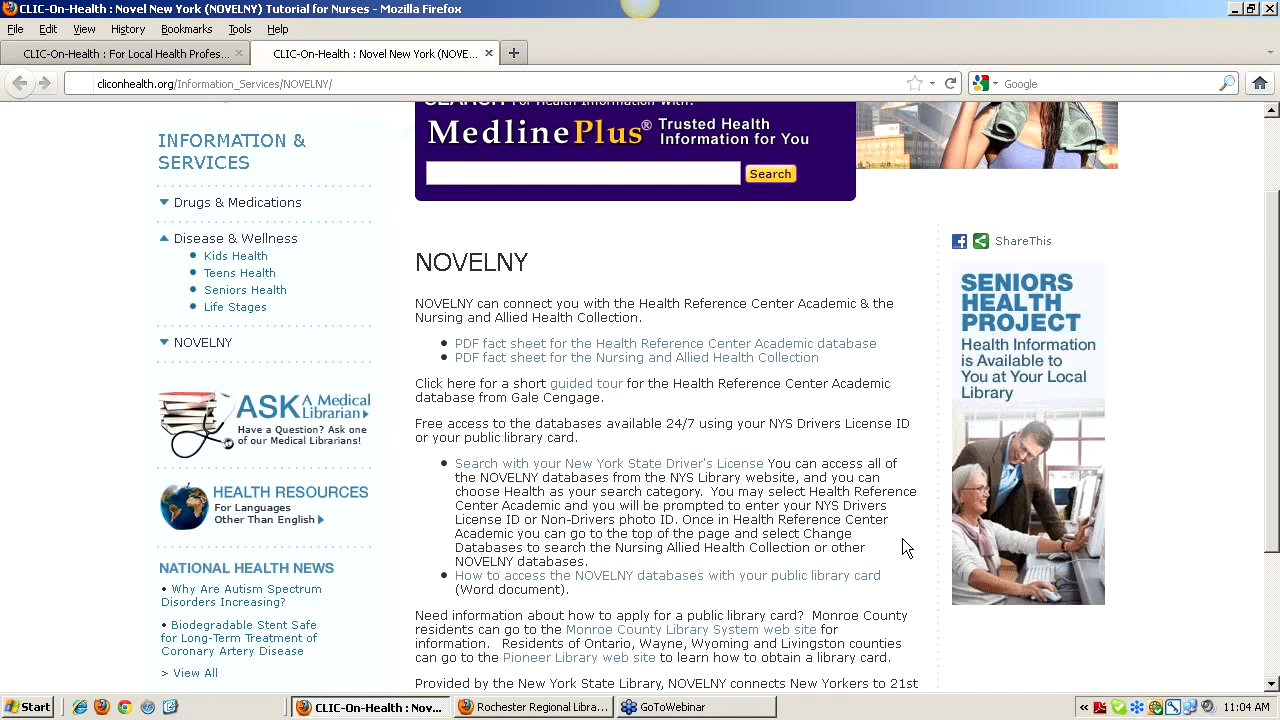 CLIC-On-Health : Novel New York (NOVELNY) Tutorial for Nurses - Mozilla Firefox
File Edit View History Bookmarks Tools Help
CLIC-On-Health : For Local Health Profes... × CLIC-On-Health : Novel New York (NOVE... ×
cliconhealth.org/Information_Services/NOVELNY/ Google
MedlinePlus® Trusted Health
Information for You
Search
INFORMATION &
SERVICES
Drugs & Medications
Disease & Wellness
• Kids Health
• Teens Health
• Seniors Health
• Life Stages
NOVELNY
ASK A Medical
Librarian
Have a Question? Ask one
of our Medical Librarians!
HEALTH RESOURCES
For Languages
Other Than English
NATIONAL HEALTH NEWS
• Why Are Autism Spectrum
Disorders Increasing?
• Biodegradable Stent Safe
for Long-Term Treatment of
Coronary Artery Disease
> View All
NOVELNY
NOVELNY can connect you with the Health Reference Center Academic & the
Nursing and Allied Health Collection.
• PDF fact sheet for the Health Reference Center Academic database
• PDF fact sheet for the Nursing and Allied Health Collection
Click here for a short guided tour for the Health Reference Center Academic
database from Gale Cengage.
Free access to the databases available 24/7 using your NYS Drivers License ID
or your public library card.
• Search with your New York State Driver's License You can access all of
the NOVELNY databases from the NYS Library website, and you can
choose Health as your search category. You may select Health Reference
Center Academic and you will be prompted to enter your NYS Drivers
License ID or Non-Drivers photo ID. Once in Health Reference Center
Academic you can go to the top of the page and select Change
Databases to search the Nursing Allied Health Collection or other
NOVELNY databases.
• How to access the NOVELNY databases with your public library card
(Word document).
Need information about how to apply for a public library card? Monroe County
residents can go to the Monroe County Library System web site for
information. Residents of Ontario, Wayne, Wyoming and Livingston counties
can go to the Pioneer Library web site to learn how to obtain a library card.
Provided by the New York State Library, NOVELNY connects New Yorkers to 21st
ShareThis
SENIORS
HEALTH
PROJECT
Health Information
is Available to
You at Your Local
Library
Start CLIC-On-Health : Nov... Rochester Regional Libra... GoToWebinar 11:04 AM